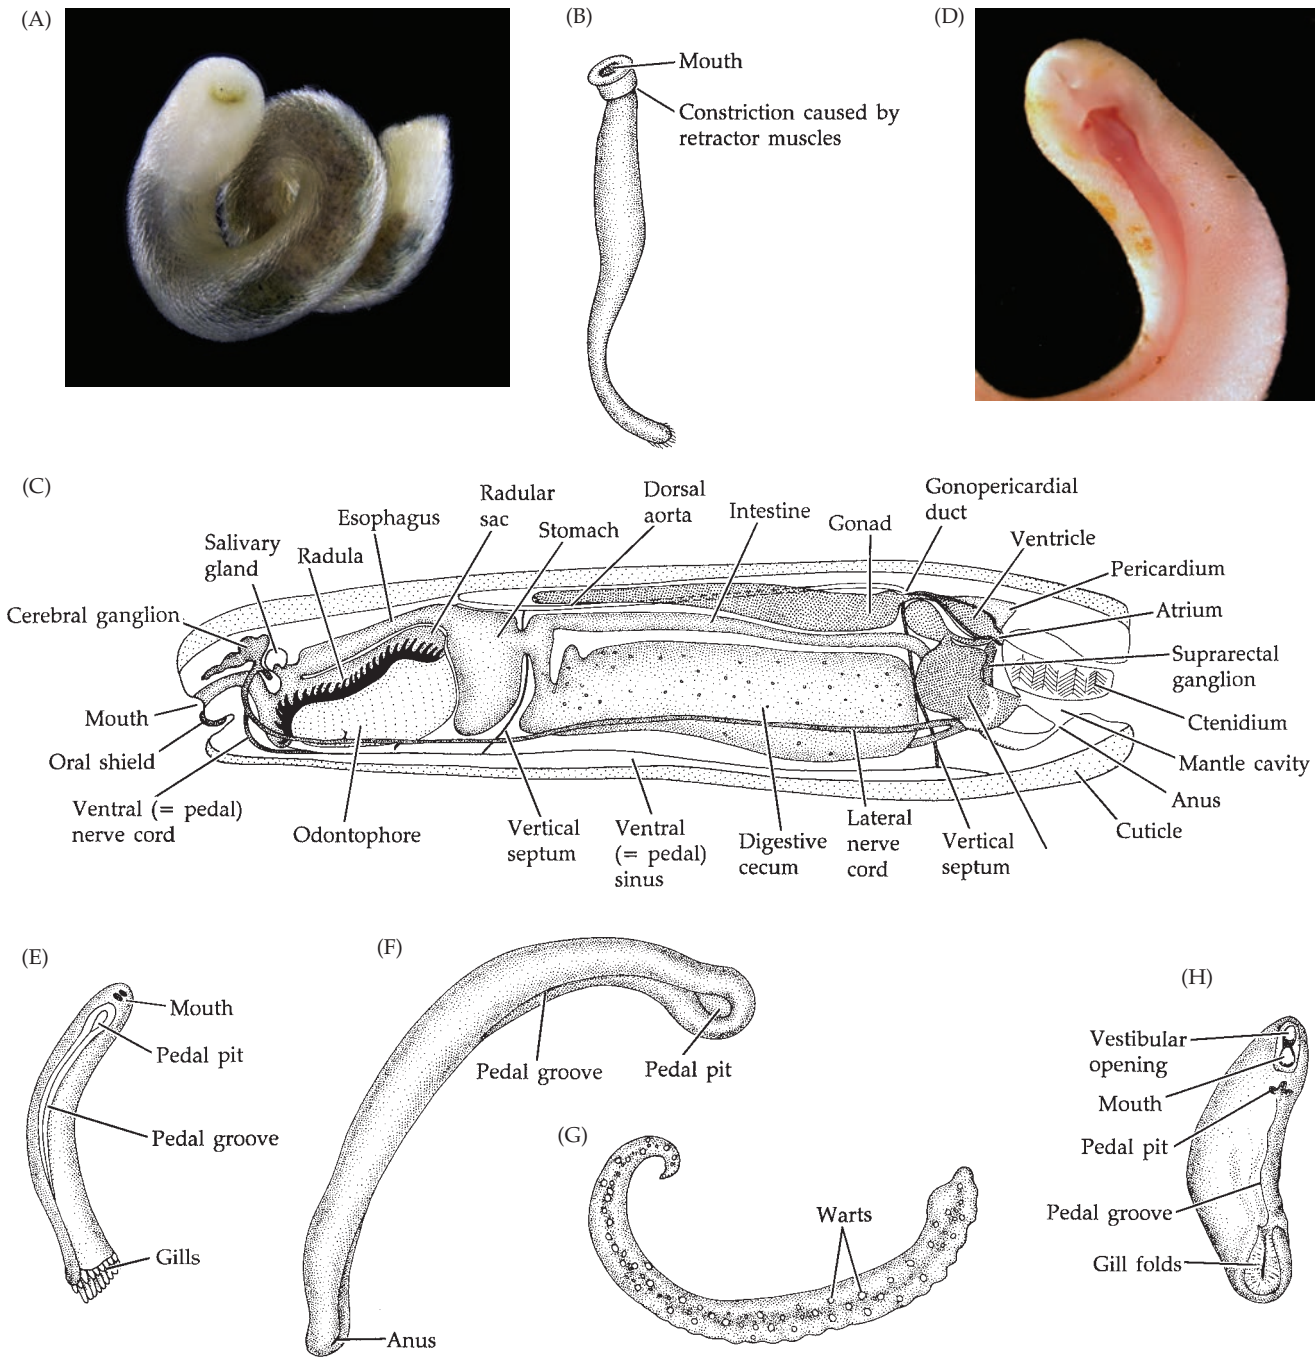 (A)
(B)
Mouth
Constriction caused by
retractor muscles
(D)
(C)
Cerebral ganglion
Salivary
gland
Radula
Esophagus
Radular
sac
Stomach
Dorsal
aorta
Intestine
Gonad
Gonopericardial
duct
Ventricle
Pericardium
Atrium
Suprarectal
ganglion
Ctenidium
Mantle cavity
Anus
Cuticle
Mouth
Oral shield
Ventral (= pedal)
nerve cord
Odontophore
Vertical
septum
Ventral
(= pedal)
sinus
Digestive
cecum
Lateral
nerve
cord
Vertical
septum
(E)
Mouth
Pedal pit
Pedal groove
Gills
(F)
Pedal groove
Pedal pit
Anus
(G)
Warts
(H)
Vestibular
opening
Mouth
Pedal pit
Pedal groove
Gill folds